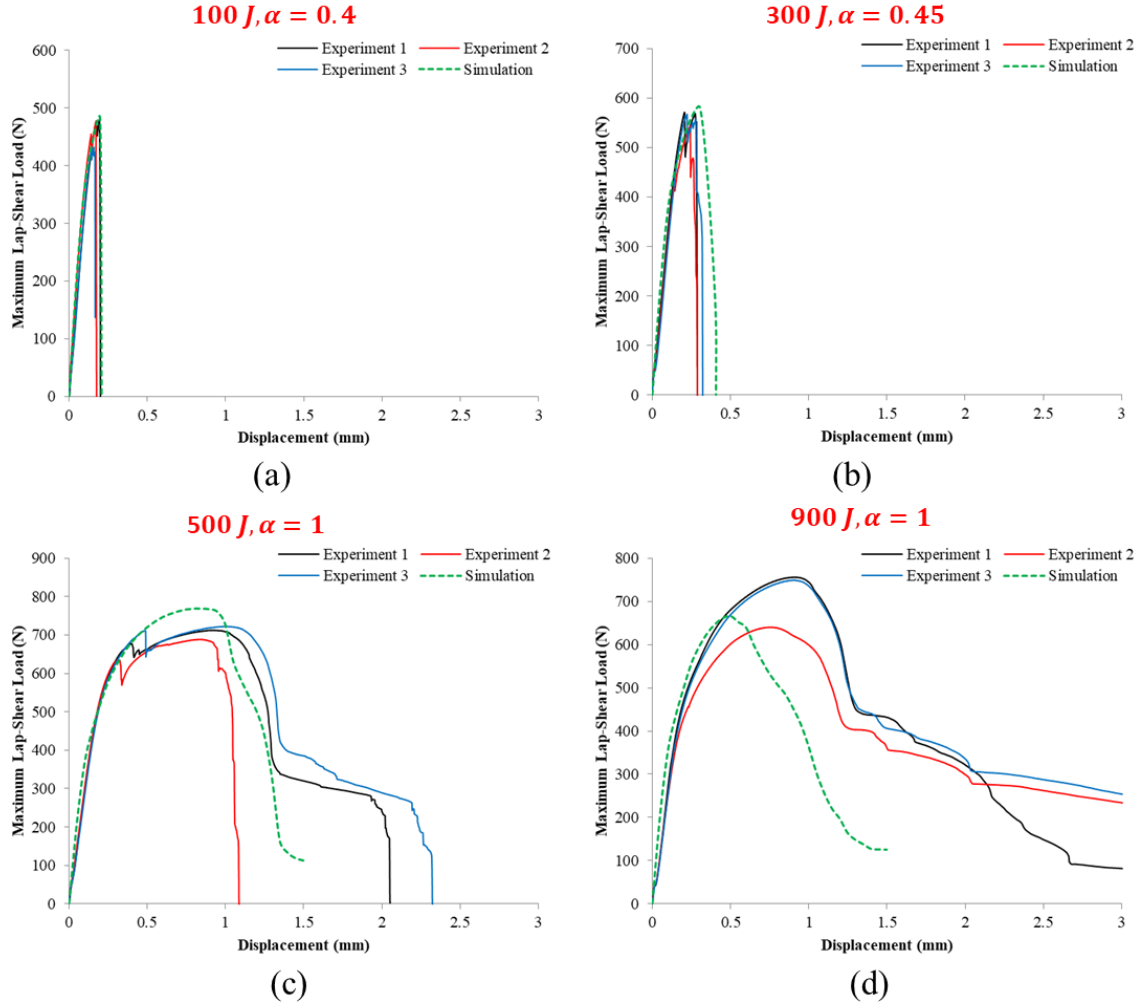 100 J, α = 0.4
Experiment 1 Experiment 2
Experiment 3 Simulation
Maximum Lap-Shear Load (N)
600
500
400
300
200
100
0
0 0.5 1 1.5 2 2.5 3
Displacement (mm)
(a)
300 J, α = 0.45
Experiment 1 Experiment 2
Experiment 3 Simulation
Maximum Lap-Shear Load (N)
700
600
500
400
300
200
100
0
0 0.5 1 1.5 2 2.5 3
Displacement (mm)
(b)
500 J, α = 1
Experiment 1 Experiment 2
Experiment 3 Simulation
Maximum Lap-Shear Load (N)
900
800
700
600
500
400
300
200
100
0
0 0.5 1 1.5 2 2.5 3
Displacement (mm)
(c)
900 J, α = 1
Experiment 1 Experiment 2
Experiment 3 Simulation
Maximum Lap-Shear Load (N)
800
700
600
500
400
300
200
100
0
0 0.5 1 1.5 2 2.5 3
Displacement (mm)
(d)